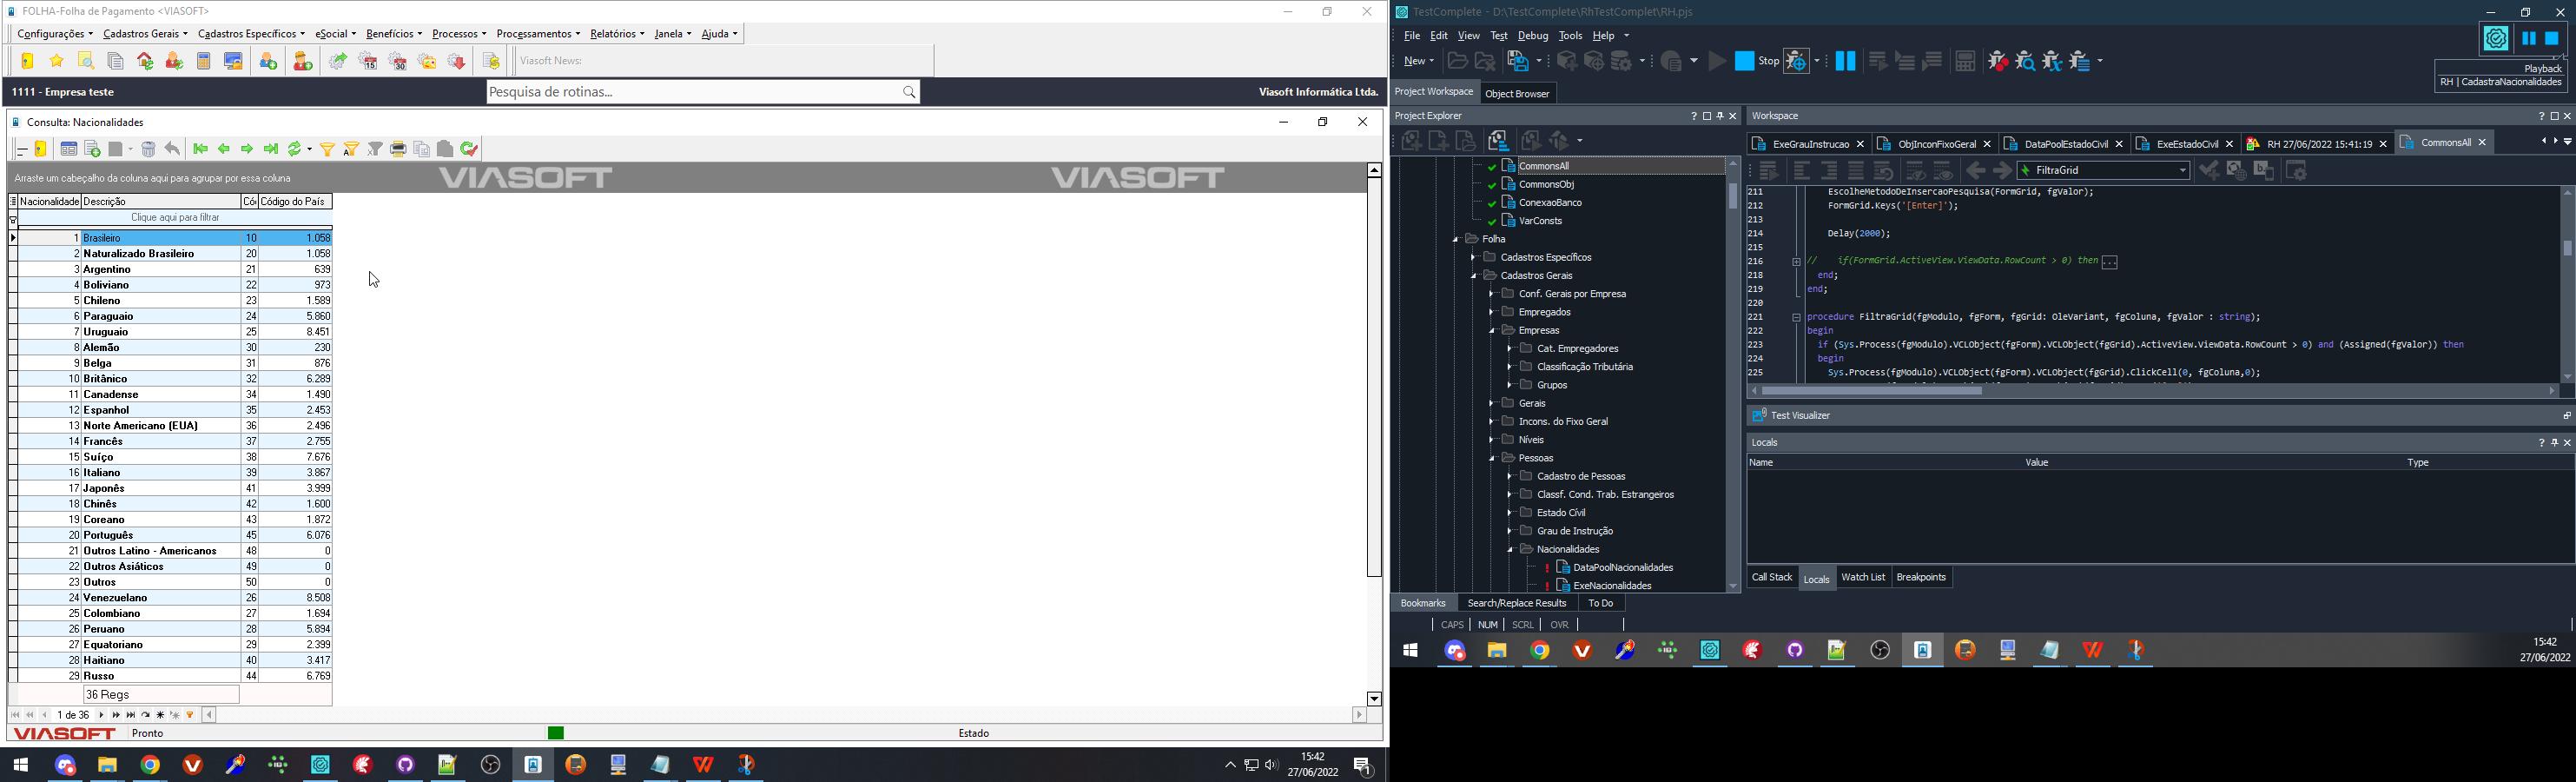 FOLHA-Folha de Pagamento <VIASOFT>
Configurações Cadastros Gerais Cadastros Específicos eSocial Benefícios Processos Processamentos Relatórios Janela Ajuda
Viasoft News:
1111 - Empresa teste
Pesquisa de rotinas...
Viasoft Informática Ltda.
Consulta: Nacionalidades
Arraste um cabeçalho da coluna aqui para agrupar por essa coluna
VIASOFT VIASOFT
Nacionalidade Descrição Có Código do País
Clique aqui para filtrar
1 Brasileiro 10 1.058
2 Naturalizado Brasileiro 20 1.058
3 Argentino 21 639
4 Boliviano 22 973
5 Chileno 23 1.589
6 Paraguaio 24 5.860
7 Uruguaio 25 8.451
8 Alemão 30 230
9 Belga 31 876
10 Britânico 32 6.289
11 Canadense 34 1.490
12 Espanhol 35 2.453
13 Norte Americano (EUA) 36 2.496
14 Francês 37 2.755
15 Suíço 38 7.676
16 Italiano 39 3.867
17 Japonês 41 3.999
18 Chinês 42 1.600
19 Coreano 43 1.872
20 Português 45 6.076
21 Outros Latino - Americanos 48 0
22 Outros Asiáticos 49 0
23 Outros 50 0
24 Venezuelano 26 8.508
25 Colombiano 27 1.694
26 Peruano 28 5.894
27 Equatoriano 29 2.399
28 Haitiano 40 3.417
29 Russo 44 6.769
36 Regs
1 de 36
VIASOFT Pronto Estado
15:42
27/06/2022
TestComplete - D:\TestComplete\RhTestComplet\RH.pjs
File Edit View Test Debug Tools Help
New Stop
Playback
RH | CadastraNacionalidades
Project Workspace Object Browser
Project Explorer
CommonsAll
CommonsObj
ConexaoBanco
VarConsts
Folha
Cadastros Específicos
Cadastros Gerais
Conf. Gerais por Empresa
Empregados
Empresas
Cat. Empregadores
Classificação Tributária
Grupos
Gerais
Incons. do Fixo Geral
Níveis
Pessoas
Cadastro de Pessoas
Classf. Cond. Trab. Estrangeiros
Estado Cívil
Grau de Instrução
Nacionalidades
DataPoolNacionalidades
ExeNacionalidades
Bookmarks Search/Replace Results To Do
CAPS NUM SCRL OVR
Workspace
ExeGrauInstrucao ObjInconFixoGeral DataPoolEstadoCivil ExeEstadoCivil RH 27/06/2022 15:41:19 CommonsAll
FiltraGrid
211 EscolheMetodoDeInsercaoPesquisa(FormGrid, fgValor);
212 FormGrid.Keys('[Enter]');
213
214 Delay(2000);
215
216 // if(FormGrid.ActiveView.ViewData.RowCount > 0) then ...
218 end;
219 end;
220
221 procedure FiltraGrid(fgModulo, fgForm, fgGrid: OleVariant, fgColuna, fgValor : string);
222 begin
223 if (Sys.Process(fgModulo).VCLObject(fgForm).VCLObject(fgGrid).ActiveView.ViewData.RowCount > 0) and (Assigned(fgValor)) then
224 begin
225 Sys.Process(fgModulo).VCLObject(fgForm).VCLObject(fgGrid).ClickCell(0, fgColuna,0);
Test Visualizer
Locals
Name Value Type
Call Stack Locals Watch List Breakpoints
15:42
27/06/2022